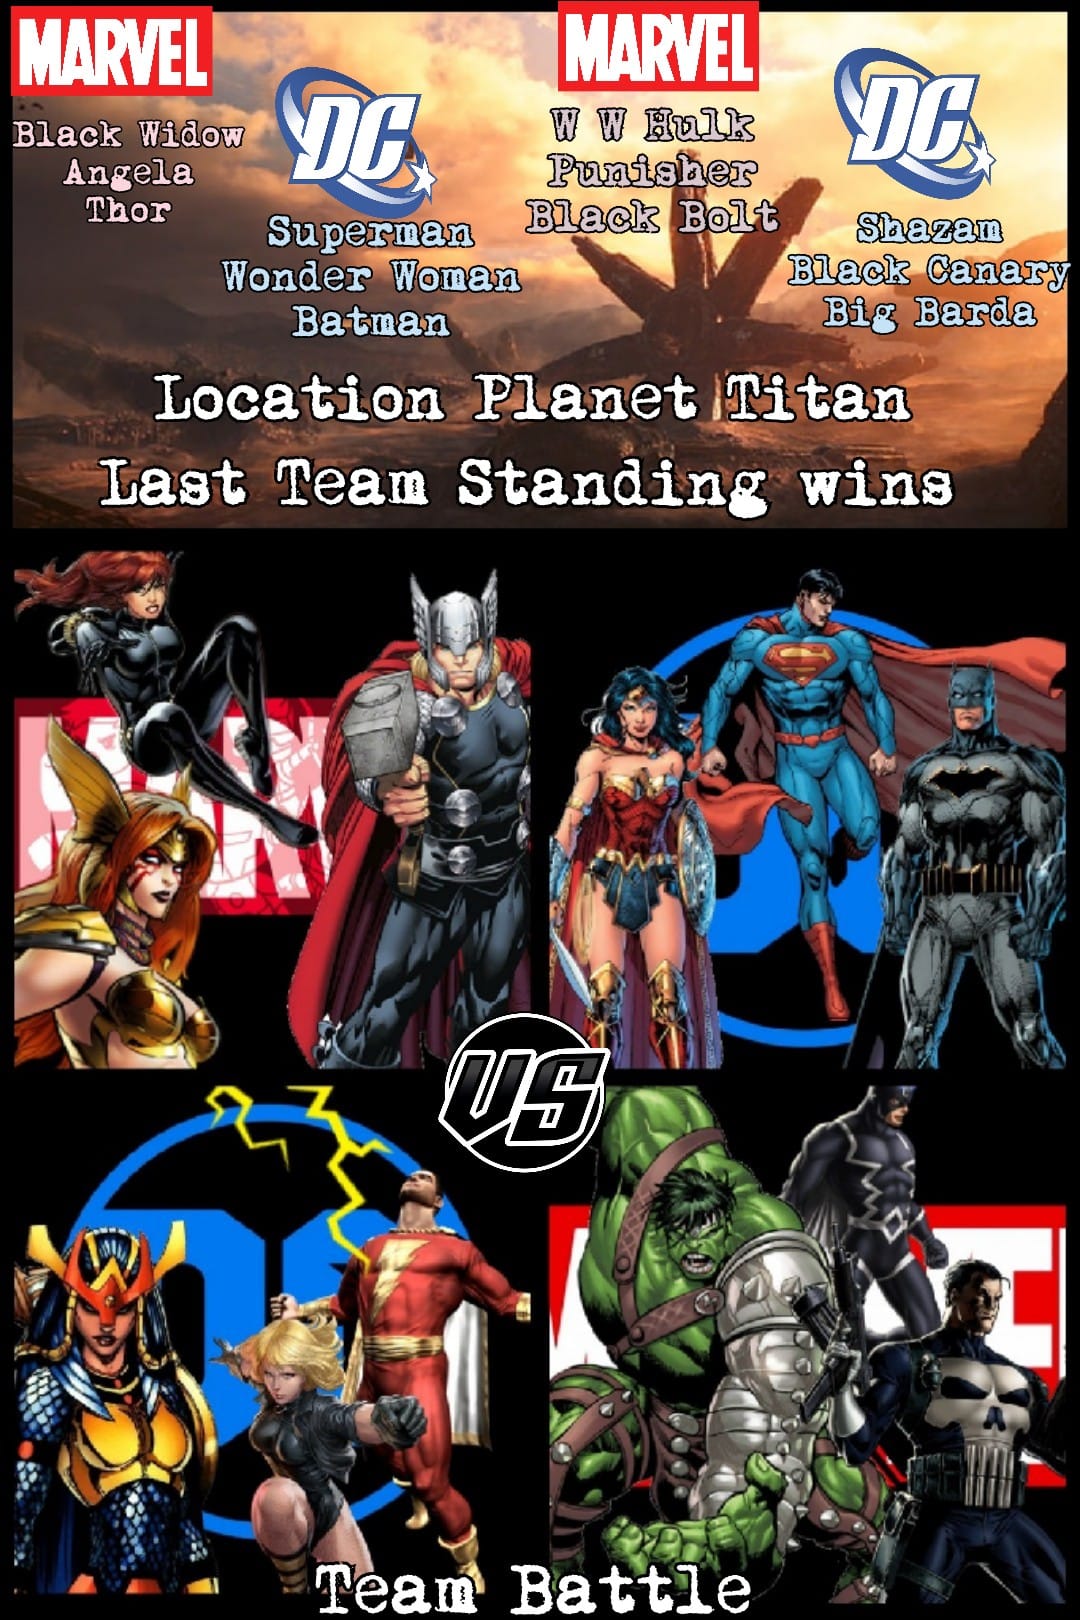 MARVEL
Black Widow
Angela
Thor
DC
Superman
Wonder Woman
Batman
MARVEL
W W Hulk
Punisher
Black Bolt
DC
Shazam
Black Canary
Big Barda
Location Planet Titan
Last Team Standing wins
VS
Team Battle